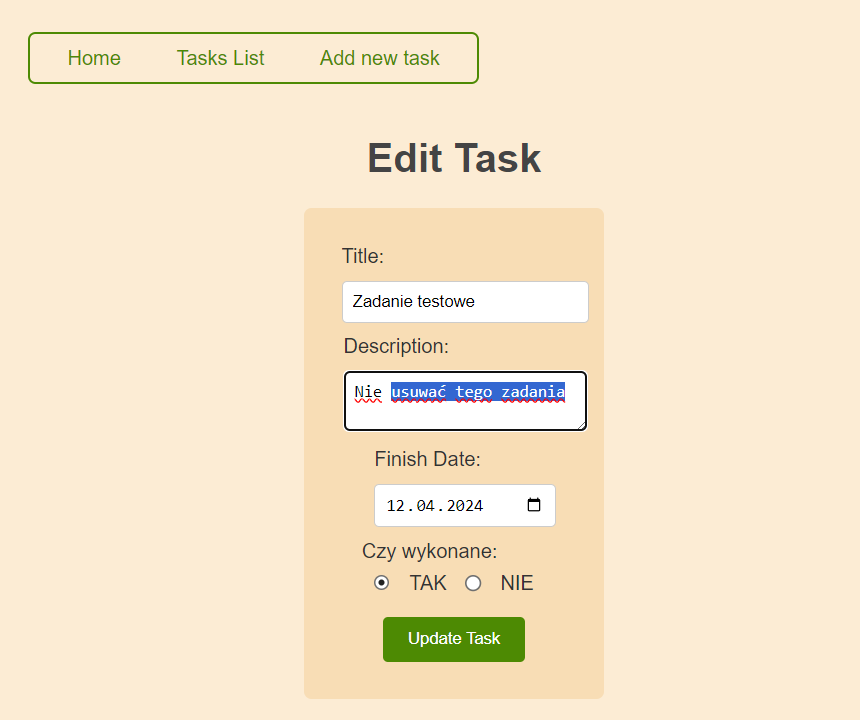 Home Tasks List Add new task
Edit Task
Title:
Zadanie testowe
Description:
Nie usuwać tego zadania
Finish Date:
12.04.2024
Czy wykonane:
TAK NIE
Update Task